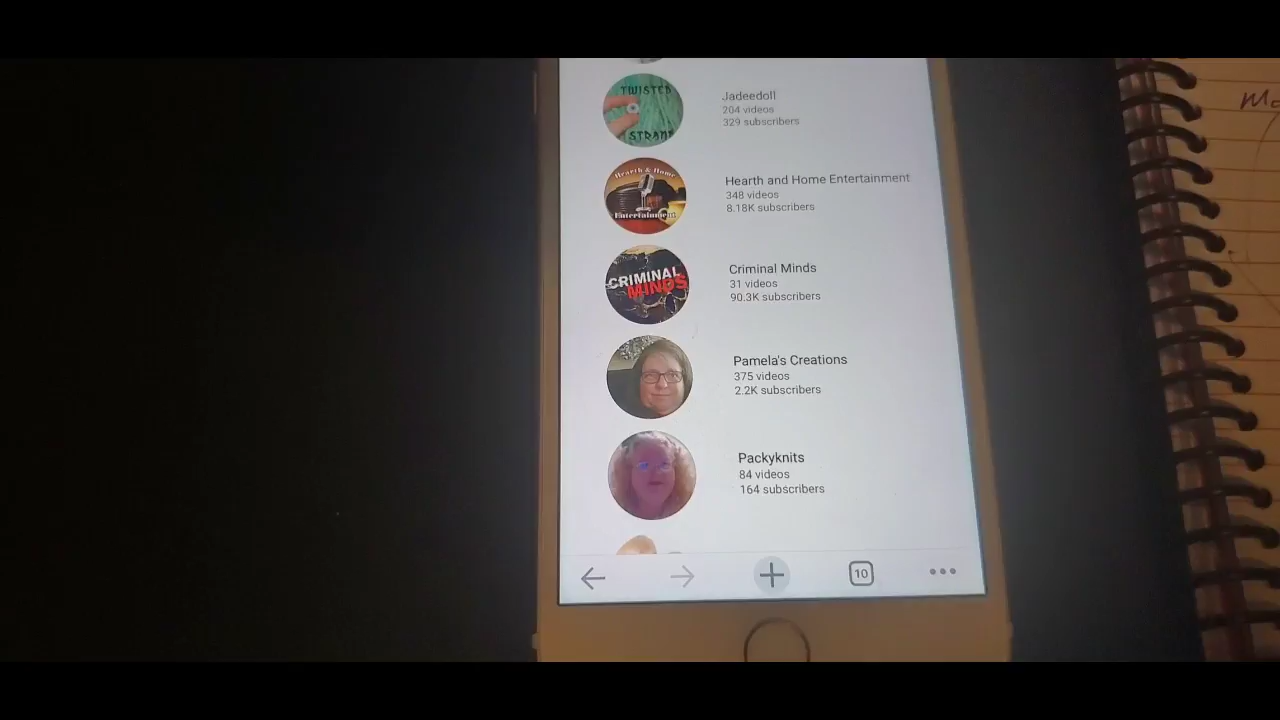 TWISTED
STRAND
Jadeedoll
204 videos
329 subscribers
Hearth & Home
Entertainment
Hearth and Home Entertainment
348 videos
8.18K subscribers
CRIMINAL
MINDS
Criminal Minds
31 videos
90.3K subscribers
Pamela's Creations
375 videos
2.2K subscribers
Packyknits
84 videos
164 subscribers
10